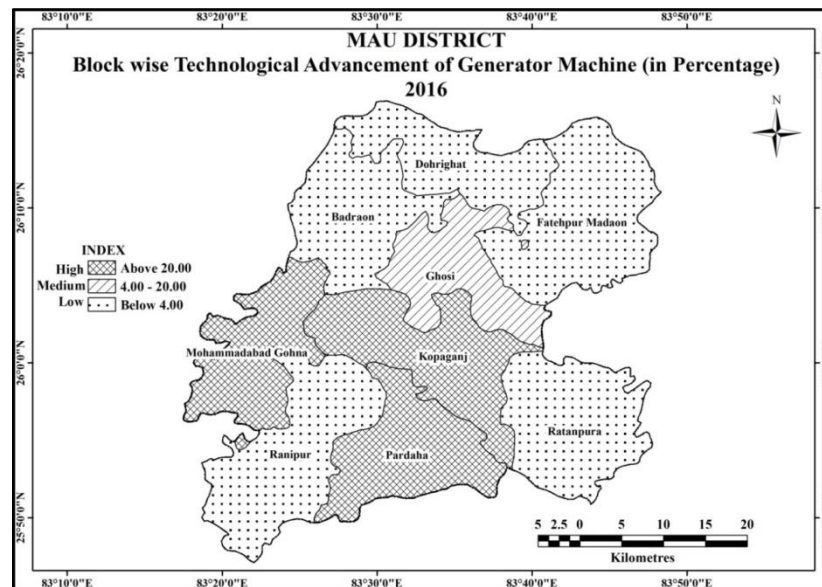 83°10'0"E 83°20'0"E 83°30'0"E 83°40'0"E 83°50'0"E
MAU DISTRICT
Block wise Technological Advancement of Generator Machine (in Percentage)
2016
N
26°20'0"N
26°10'0"N
26°0'0"N
25°50'0"N
Dohrighat
Badraon
Fatehpur Madaon
Ghosi
INDEX
High Above 20.00
Medium 4.00 - 20.00
Low Below 4.00
Mohammadabad Gohna
Kopaganj
Ranipur
Pardaha
Ratanpura
5 2.5 0 5 10 15 20
Kilometres
83°10'0"E 83°20'0"E 83°30'0"E 83°40'0"E 83°50'0"E